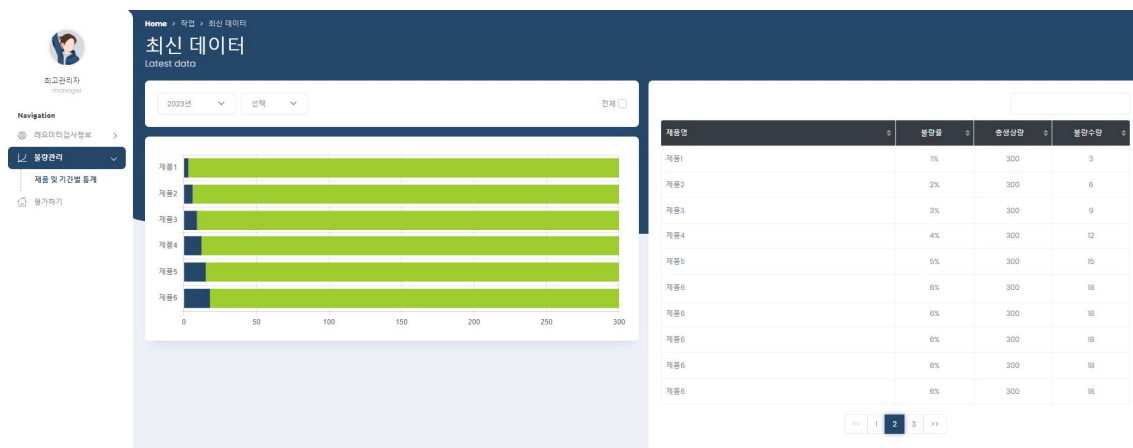 Home > 작업 > 최신 데이터
최신 데이터
Latest data
최고관리자
manager
Navigation
레오미터검사정보
불량관리
제품 및 기간별 통계
평가하기
2023년
선택
전체
제품1
제품2
제품3
제품4
제품5
제품6
0 50 100 150 200 250 300
제품명 불량률 총생상량 불량수량
제품1 1% 300 3
제품2 2% 300 6
제품3 3% 300 9
제품4 4% 300 12
제품5 5% 300 15
제품6 6% 300 18
제품6 6% 300 18
제품6 6% 300 18
제품6 6% 300 18
제품6 6% 300 18
‹‹ 1 2 3 ››